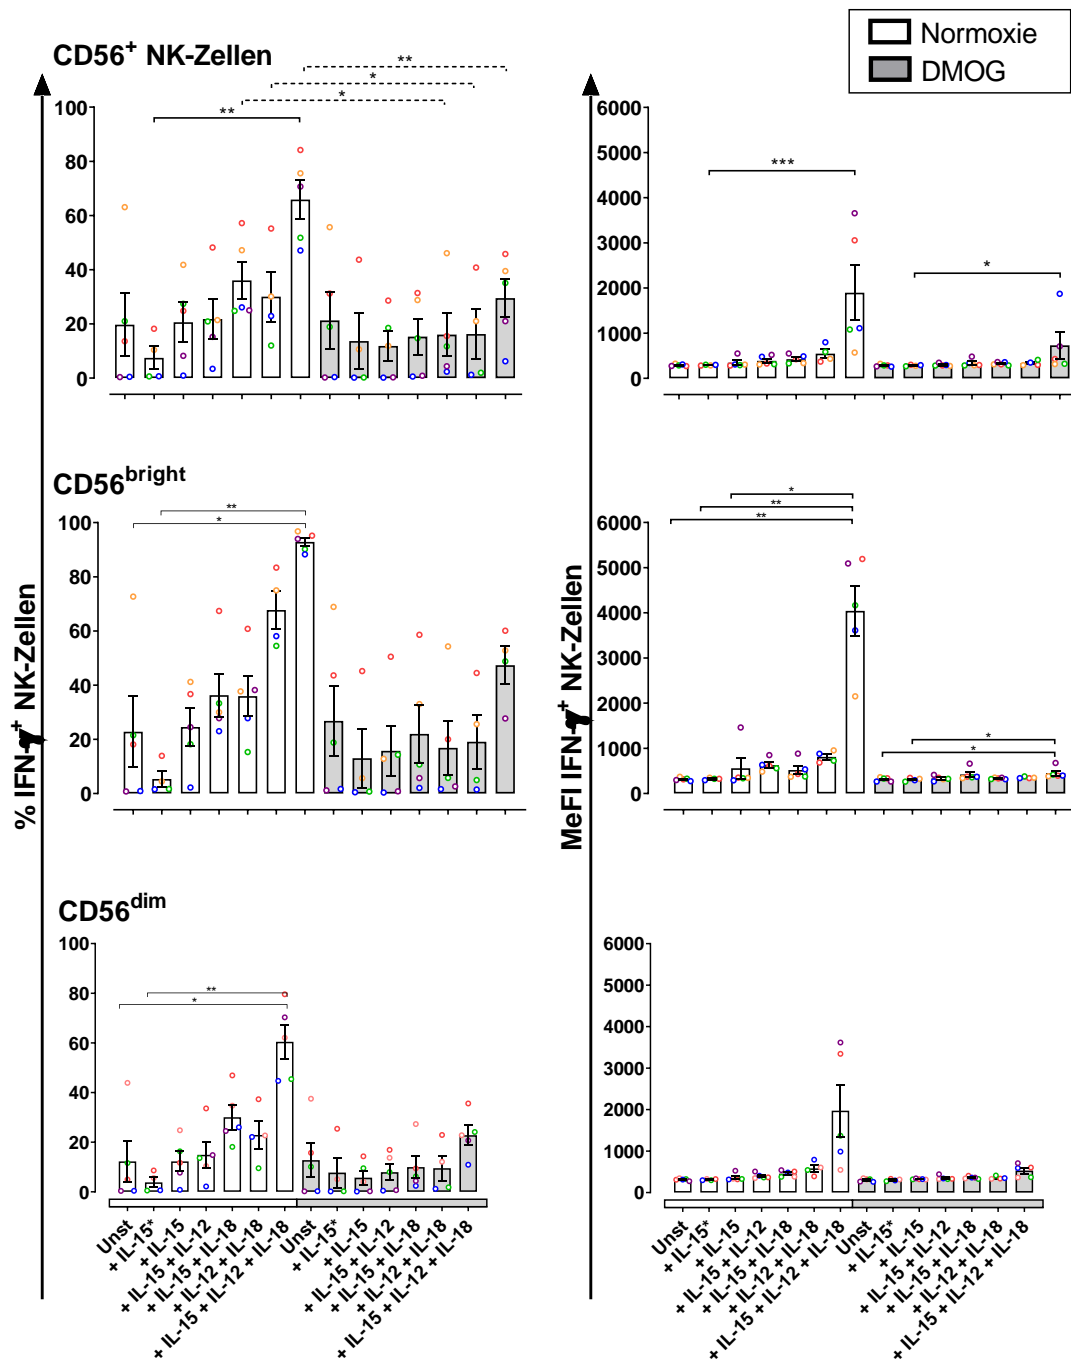 Normoxie
DMOG
CD56+ NK-Zellen
**
*
*
**
100
80
60
40
20
0
***
*
6000
5000
4000
3000
2000
1000
0
CD56bright
**
*
100
80
60
40
20
0
*
**
**
*
*
6000
5000
4000
3000
2000
1000
0
% IFN-γ+ NK-Zellen
MeFI IFN-γ+ NK-Zellen
CD56dim
**
*
100
80
60
40
20
0
6000
5000
4000
3000
2000
1000
0
Unst
+ IL-15*
+ IL-15
+ IL-15 + IL-12
+ IL-15 + IL-18
+ IL-12 + IL-18
+ IL-15 + IL-12 + IL-18
Unst
+ IL-15*
+ IL-15
+ IL-15 + IL-12
+ IL-15 + IL-18
+ IL-12 + IL-18
+ IL-15 + IL-12 + IL-18
Unst
+ IL-15*
+ IL-15
+ IL-15 + IL-12
+ IL-15 + IL-18
+ IL-12 + IL-18
+ IL-15 + IL-12 + IL-18
Unst
+ IL-15*
+ IL-15
+ IL-15 + IL-12
+ IL-15 + IL-18
+ IL-12 + IL-18
+ IL-15 + IL-12 + IL-18